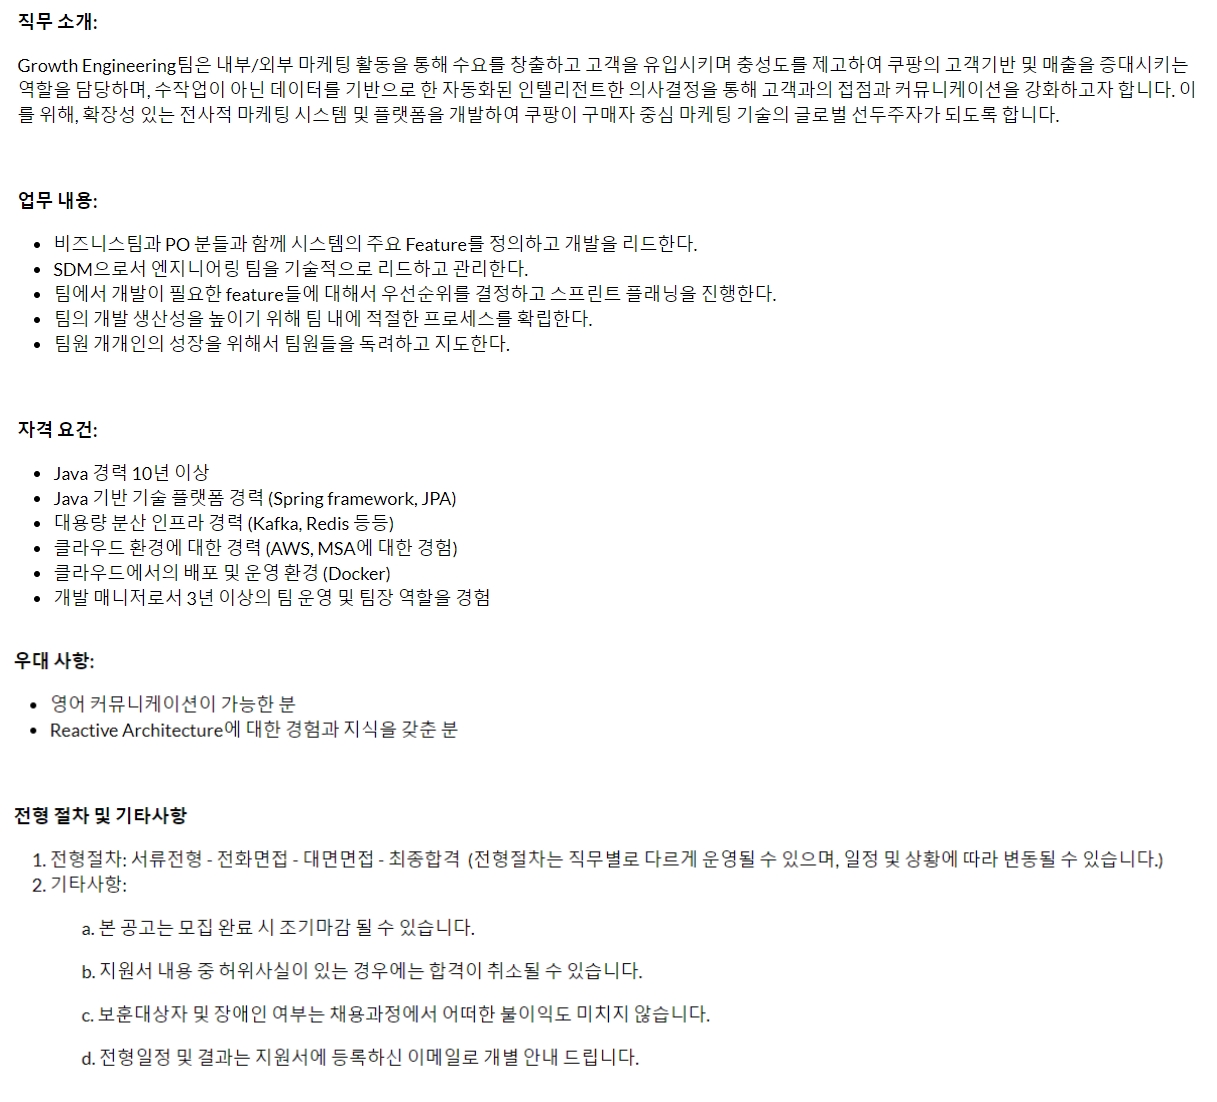 직무 소개:
Growth Engineering팀은 내부/외부 마케팅 활동을 통해 수요를 창출하고 고객을 유입시키며 충성도를 제고하여 쿠팡의 고객기반 및 매출을 증대시키는
역할을 담당하며, 수작업이 아닌 데이터를 기반으로 한 자동화된 인텔리전트한 의사결정을 통해 고객과의 접점과 커뮤니케이션을 강화하고자 합니다. 이
를 위해, 확장성 있는 전사적 마케팅 시스템 및 플랫폼을 개발하여 쿠팡이 구매자 중심 마케팅 기술의 글로벌 선두주자가 되도록 합니다.
업무 내용:
• 비즈니스팀과 PO 분들과 함께 시스템의 주요 Feature를 정의하고 개발을 리드한다.
• SDM으로서 엔지니어링 팀을 기술적으로 리드하고 관리한다.
• 팀에서 개발이 필요한 feature들에 대해서 우선순위를 결정하고 스프린트 플래닝을 진행한다.
• 팀의 개발 생산성을 높이기 위해 팀 내에 적절한 프로세스를 확립한다.
• 팀원 개개인의 성장을 위해서 팀원들을 독려하고 지도한다.
자격 요건:
• Java 경력 10년 이상
• Java 기반 기술 플랫폼 경력 (Spring framework, JPA)
• 대용량 분산 인프라 경력 (Kafka, Redis 등등)
• 클라우드 환경에 대한 경력 (AWS, MSA에 대한 경험)
• 클라우드에서의 배포 및 운영 환경 (Docker)
• 개발 매니저로서 3년 이상의 팀 운영 및 팀장 역할을 경험
우대 사항:
• 영어 커뮤니케이션이 가능한 분
• Reactive Architecture에 대한 경험과 지식을 갖춘 분
전형 절차 및 기타사항
1. 전형절차: 서류전형 - 전화면접 - 대면면접 - 최종합격 (전형절차는 직무별로 다르게 운영될 수 있으며, 일정 및 상황에 따라 변동될 수 있습니다.)
2. 기타사항:
a. 본 공고는 모집 완료 시 조기마감 될 수 있습니다.
b. 지원서 내용 중 허위사실이 있는 경우에는 합격이 취소될 수 있습니다.
c. 보훈대상자 및 장애인 여부는 채용과정에서 어떠한 불이익도 미치지 않습니다.
d. 전형일정 및 결과는 지원서에 등록하신 이메일로 개별 안내 드립니다.